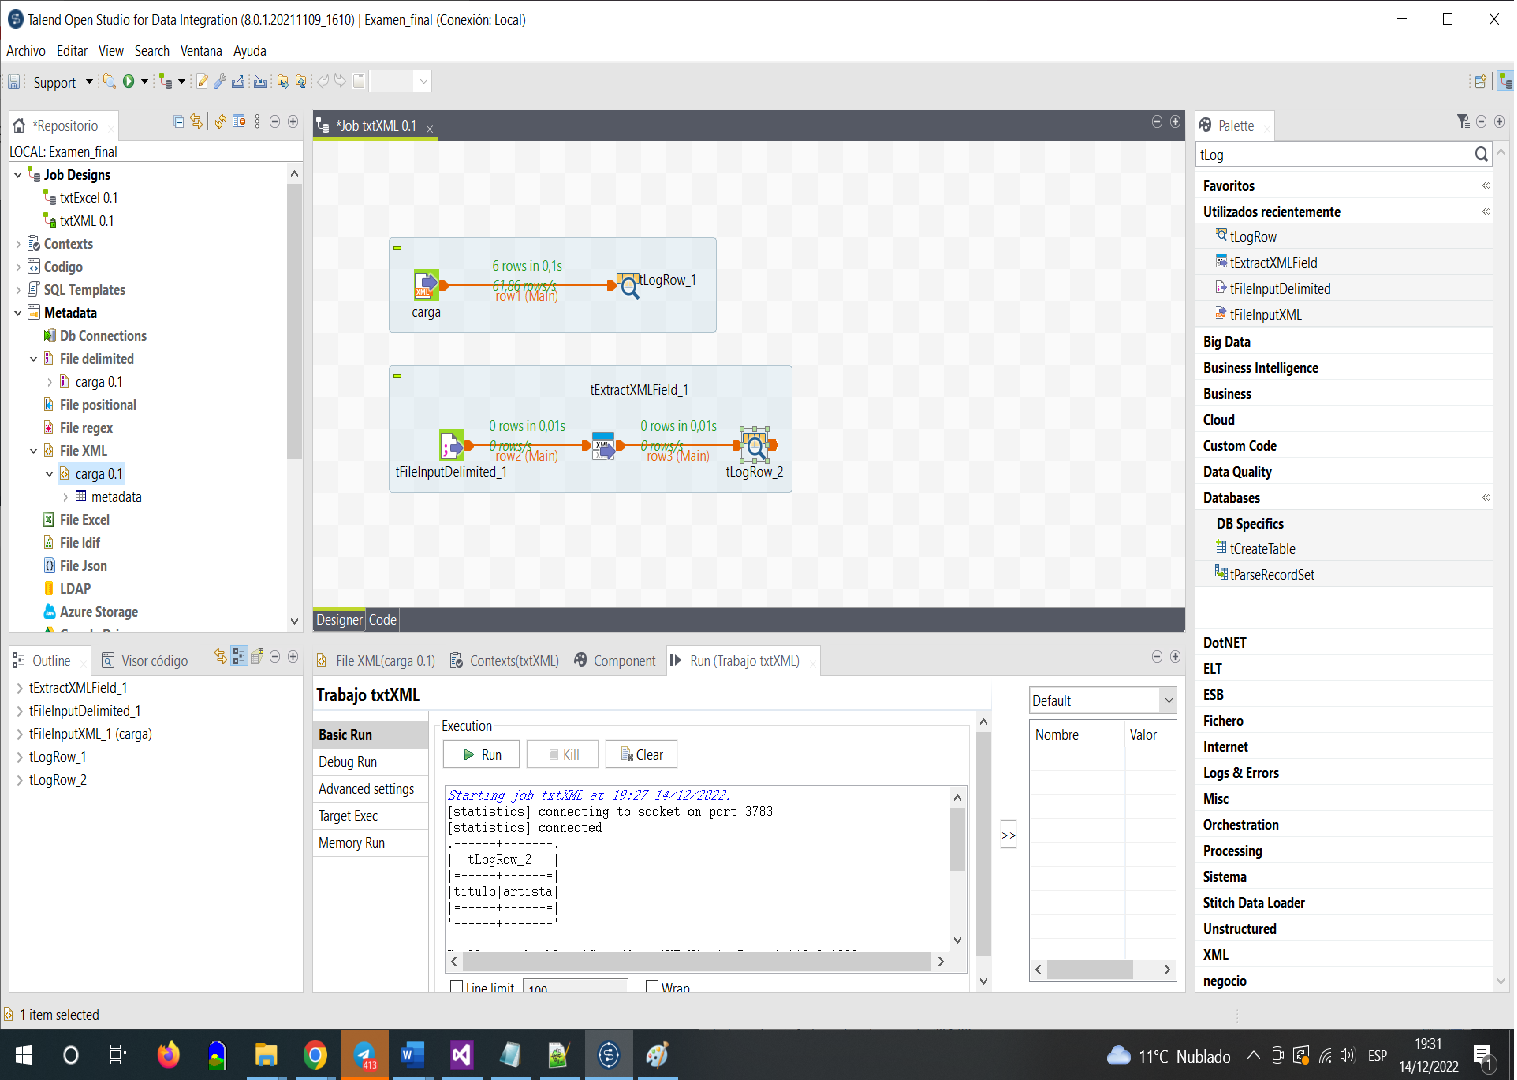 Talend Open Studio for Data Integration (8.0.1.20211109_1610) | Examen_final (Conexión: Local)
Archivo Editar View Search Ventana Ayuda
Support
*Repositorio
LOCAL: Examen_final
Job Designs
txtExcel 0.1
txtXML 0.1
Contexts
Codigo
SQL Templates
Metadata
Db Connections
File delimited
carga 0.1
File positional
File regex
File XML
carga 0.1
metadata
File Excel
File ldif
File Json
LDAP
Azure Storage
*Job txtXML 0.1
6 rows in 0,1s
61,86 rows/s
row1 (Main)
carga
tLogRow_1
tExtractXMLField_1
0 rows in 0.01s
0 rows/s
row2 (Main)
0 rows in 0,01s
0 rows/s
row3 (Main)
tFileInputDelimited_1
tLogRow_2
Designer
Code
Palette
tLog
Favoritos
Utilizados recientemente
tLogRow
tExtractXMLField
tFileInputDelimited
tFileInputXML
Big Data
Business Intelligence
Business
Cloud
Custom Code
Data Quality
Databases
DB Specifics
tCreateTable
tParseRecordSet
DotNET
ELT
ESB
Fichero
Internet
Logs & Errors
Misc
Orchestration
Processing
Sistema
Stitch Data Loader
Unstructured
XML
negocio
Outline
Visor código
tExtractXMLField_1
tFileInputDelimited_1
tFileInputXML_1 (carga)
tLogRow_1
tLogRow_2
File XML(carga 0.1)
Contexts(txtXML)
Component
Run (Trabajo txtXML)
Trabajo txtXML
Basic Run
Debug Run
Advanced settings
Target Exec
Memory Run
Execution
Run
Kill
Clear
Starting job txtXML at 19:27 14/12/2022.
[statistics] connecting to socket on port 3783
[statistics] connected
.------+-------.
|  tLogRow_2   |
|=-----+------=|
|titulo|artista|
|=-----+------=|
'------+-------'
Line limit
100
Wrap
>>
Default
Nombre
Valor
1 item selected
413
11°C Nublado
ESP
19:31
14/12/2022
1